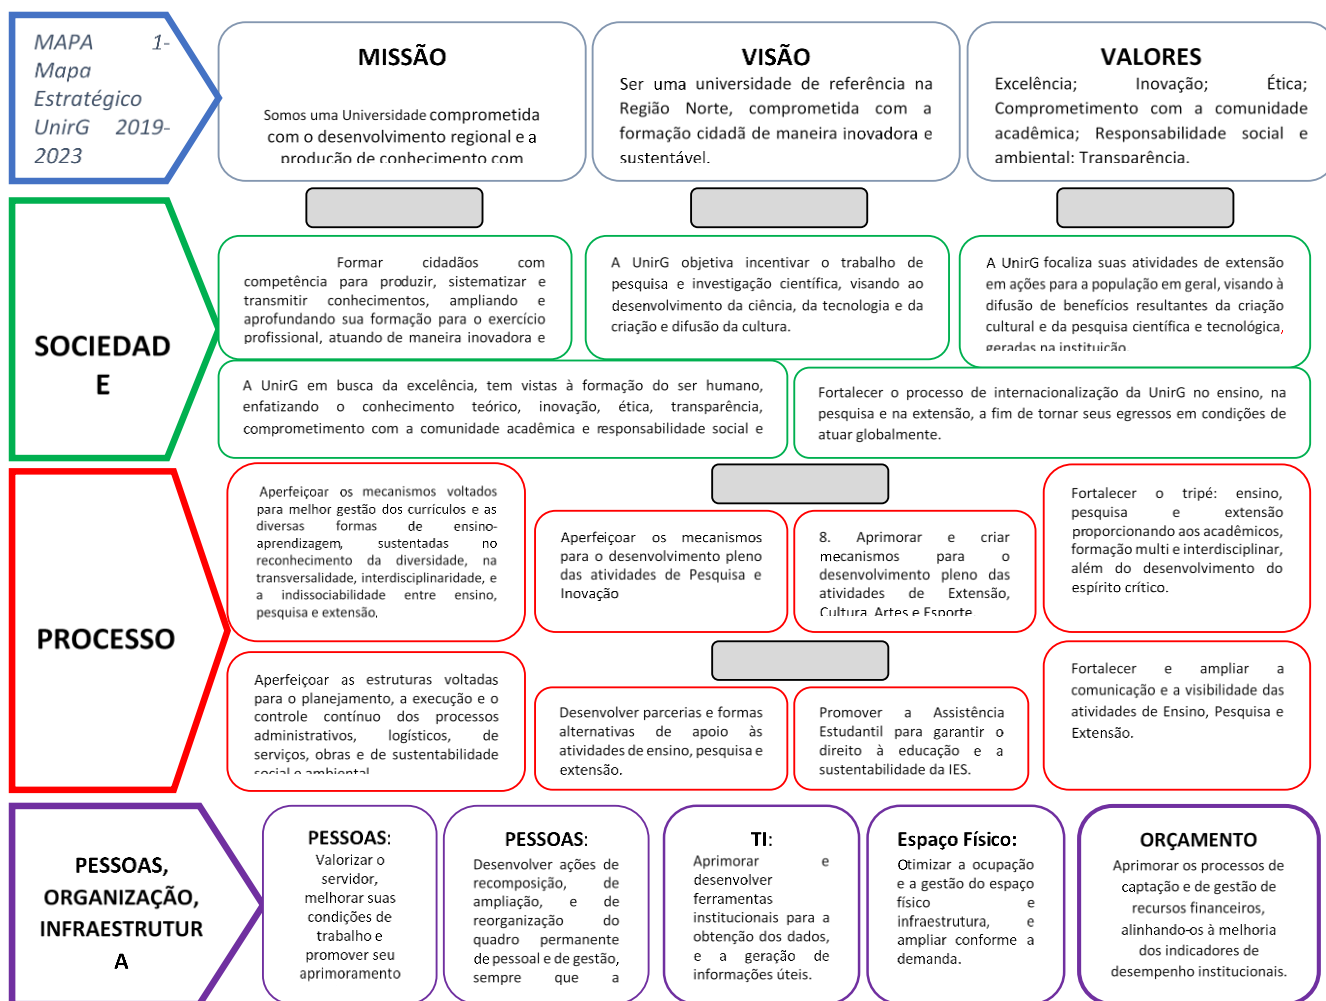 MAPA 1-
Mapa
Estratégico
UnirG 2019-
2023
MISSÃO
Somos uma Universidade comprometida
com o desenvolvimento regional e a
produção de conhecimento com
VISÃO
Ser uma universidade de referência na
Região Norte, comprometida com a
formação cidadã de maneira inovadora e
sustentável.
VALORES
Excelência; Inovação; Ética;
Comprometimento com a comunidade
acadêmica; Responsabilidade social e
ambiental; Transparência.
SOCIEDAD
E
Formar cidadãos com
competência para produzir, sistematizar e
transmitir conhecimentos, ampliando e
aprofundando sua formação para o exercício
profissional, atuando de maneira inovadora e
A UnirG objetiva incentivar o trabalho de
pesquisa e investigação científica, visando ao
desenvolvimento da ciência, da tecnologia e da
criação e difusão da cultura.
A UnirG focaliza suas atividades de extensão
em ações para a população em geral, visando à
difusão de benefícios resultantes da criação
cultural e da pesquisa científica e tecnológica,
geradas na instituição.
A UnirG em busca da excelência, tem vistas à formação do ser humano,
enfatizando o conhecimento teórico, inovação, ética, transparência,
comprometimento com a comunidade acadêmica e responsabilidade social e
Fortalecer o processo de internacionalização da UnirG no ensino, na
pesquisa e na extensão, a fim de tornar seus egressos em condições de
atuar globalmente.
PROCESSO
Aperfeiçoar os mecanismos voltados
para melhor gestão dos currículos e as
diversas formas de ensino-
aprendizagem, sustentadas no
reconhecimento da diversidade, na
transversalidade, interdisciplinaridade, e
a indissociabilidade entre ensino,
pesquisa e extensão.
Aperfeiçoar os mecanismos
para o desenvolvimento pleno
das atividades de Pesquisa e
Inovação
8. Aprimorar e criar
mecanismos para o
desenvolvimento pleno das
atividades de Extensão,
Cultura, Artes e Esporte.
Fortalecer o tripé: ensino,
pesquisa e extensão
proporcionando aos acadêmicos,
formação multi e interdisciplinar,
além do desenvolvimento do
espírito crítico.
Aperfeiçoar as estruturas voltadas
para o planejamento, a execução e o
controle contínuo dos processos
administrativos, logísticos, de
serviços, obras e de sustentabilidade
social e ambiental.
Desenvolver parcerias e formas
alternativas de apoio às
atividades de ensino, pesquisa e
extensão.
Promover a Assistência
Estudantil para garantir o
direito à educação e a
sustentabilidade da IES.
Fortalecer e ampliar a
comunicação e a visibilidade das
atividades de Ensino, Pesquisa e
Extensão.
PESSOAS,
ORGANIZAÇÃO,
INFRAESTRUTUR
A
PESSOAS:
Valorizar o
servidor,
melhorar suas
condições de
trabalho e
promover seu
aprimoramento
PESSOAS:
Desenvolver ações de
recomposição, de
ampliação, e de
reorganização do
quadro permanente
de pessoal e de gestão,
sempre que a
TI:
Aprimorar e
desenvolver
ferramentas
institucionais para a
obtenção dos dados,
e a geração de
informações úteis.
Espaço Físico:
Otimizar a ocupação
e a gestão do espaço
físico e
infraestrutura, e
ampliar conforme a
demanda.
ORÇAMENTO
Aprimorar os processos de
captação e de gestão de
recursos financeiros,
alinhando-os à melhoria
dos indicadores de
desempenho institucionais.